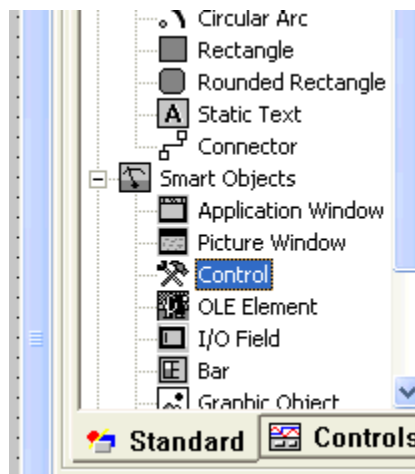 Circular Arc
Rectangle
Rounded Rectangle
A Static Text
Connector
Smart Objects
Application Window
Picture Window
Control
OLE Element
I/O Field
Bar
Graphic Object
Standard Controls